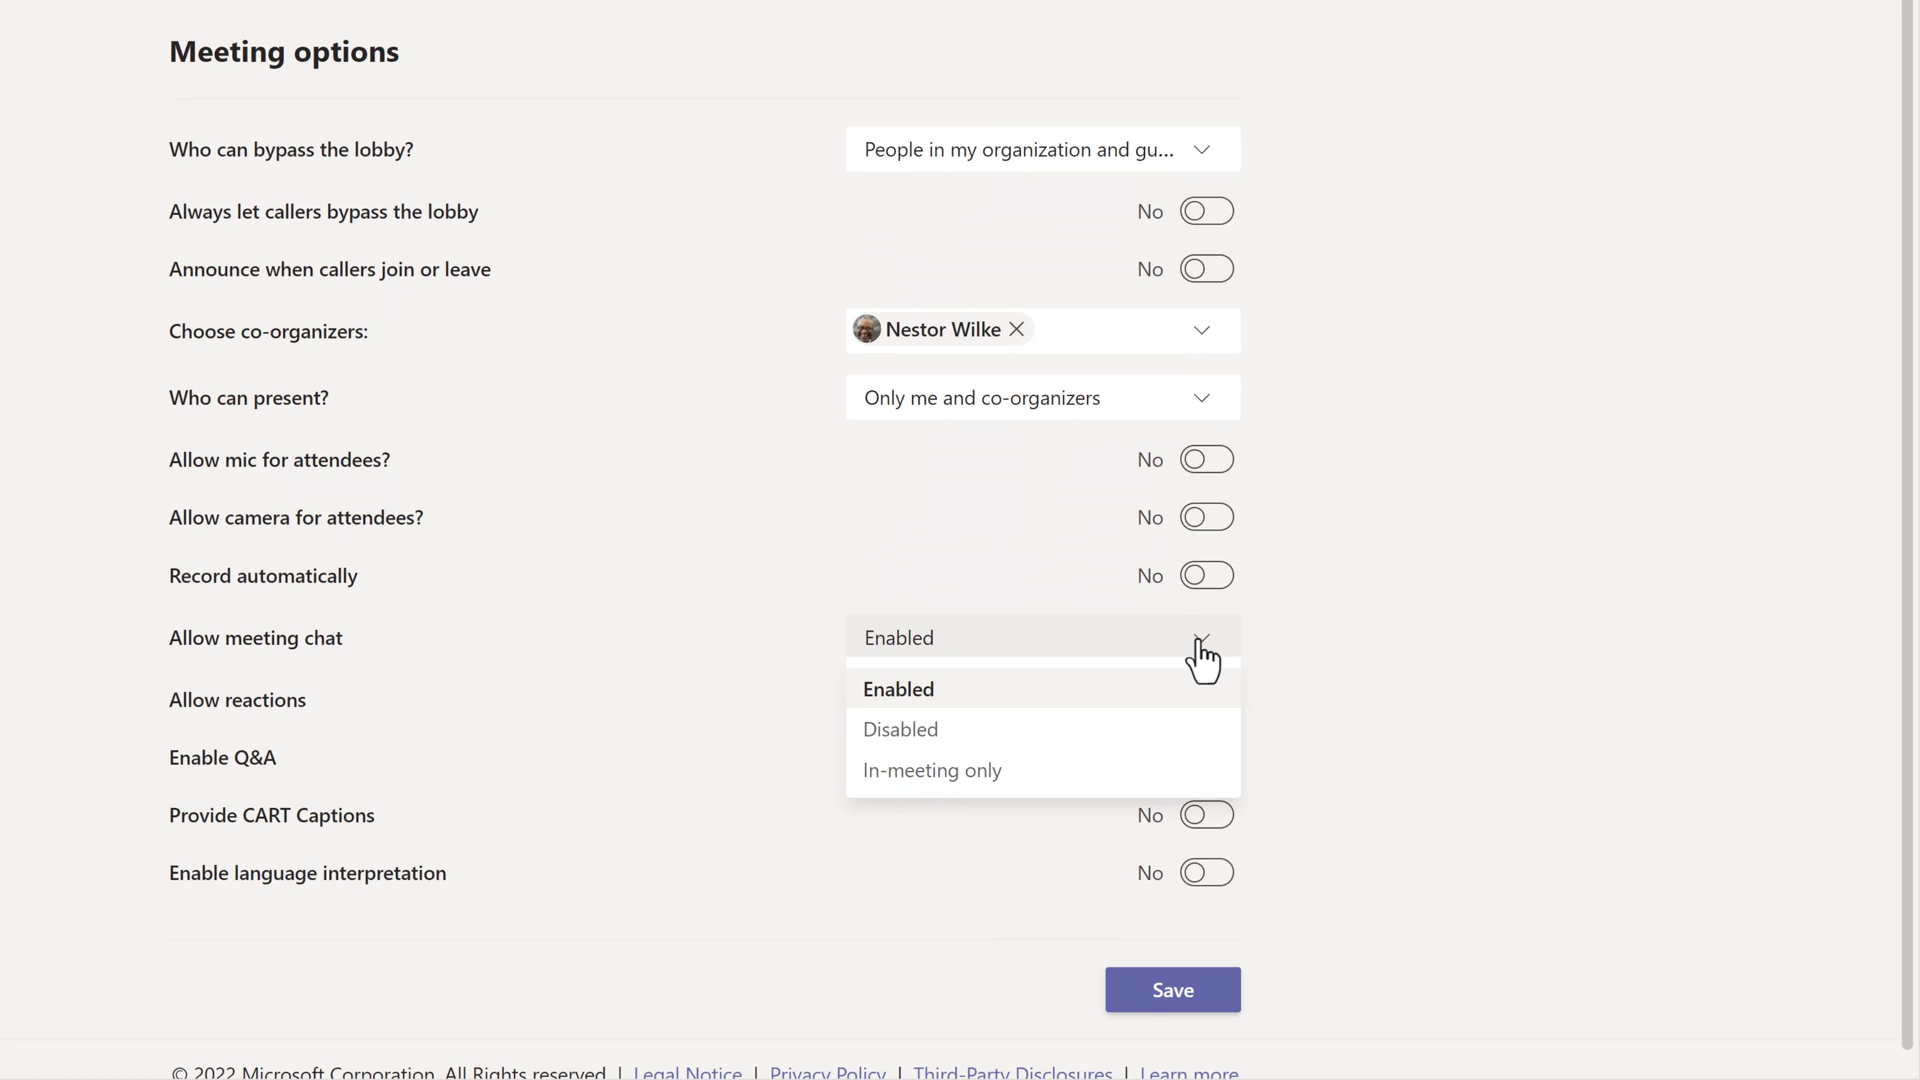 Meeting options
Who can bypass the lobby? People in my organization and gu...
Always let callers bypass the lobby No
Announce when callers join or leave No
Choose co-organizers: Nestor Wilke
Who can present? Only me and co-organizers
Allow mic for attendees? No
Allow camera for attendees? No
Record automatically No
Allow meeting chat Enabled
Enabled
Allow reactions
Disabled
Enable Q&A
In-meeting only
Provide CART Captions No
Enable language interpretation No
Save
© 2022 Microsoft Corporation. All Rights reserved | Legal Notice | Privacy Policy | Third-Party Disclosures | Learn more